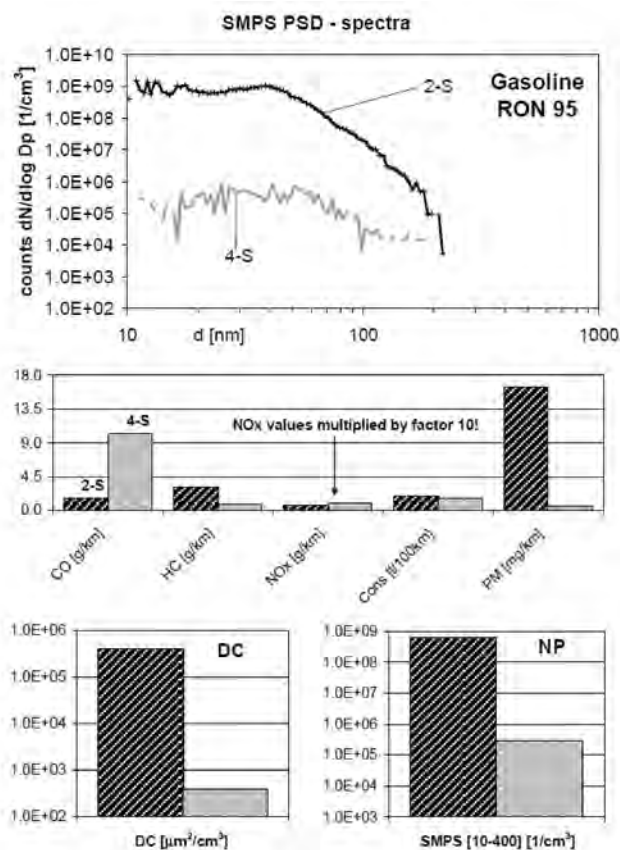 SMPS PSD - spectra
counts dN/dlog Dp [1/cm³]
1.0E+10
1.0E+09
1.0E+08
1.0E+07
1.0E+06
1.0E+05
1.0E+04
1.0E+03
1.0E+02
2-S
Gasoline
RON 95
4-S
10 d [nm] 100 1000
18.0
13.5
9.0
4.5
0.0
4-S
2-S
NOx values multiplied by factor 10!
CO [g/km]
HC [g/km]
NOx [g/km]
Cons [l/100km]
PM [mg/km]
1.0E+06
1.0E+05
1.0E+04
1.0E+03
1.0E+02
DC
DC [µm²/cm³]
1.0E+09
1.0E+08
1.0E+07
1.0E+06
1.0E+05
1.0E+04
1.0E+03
NP
SMPS [10-400] [1/cm³]